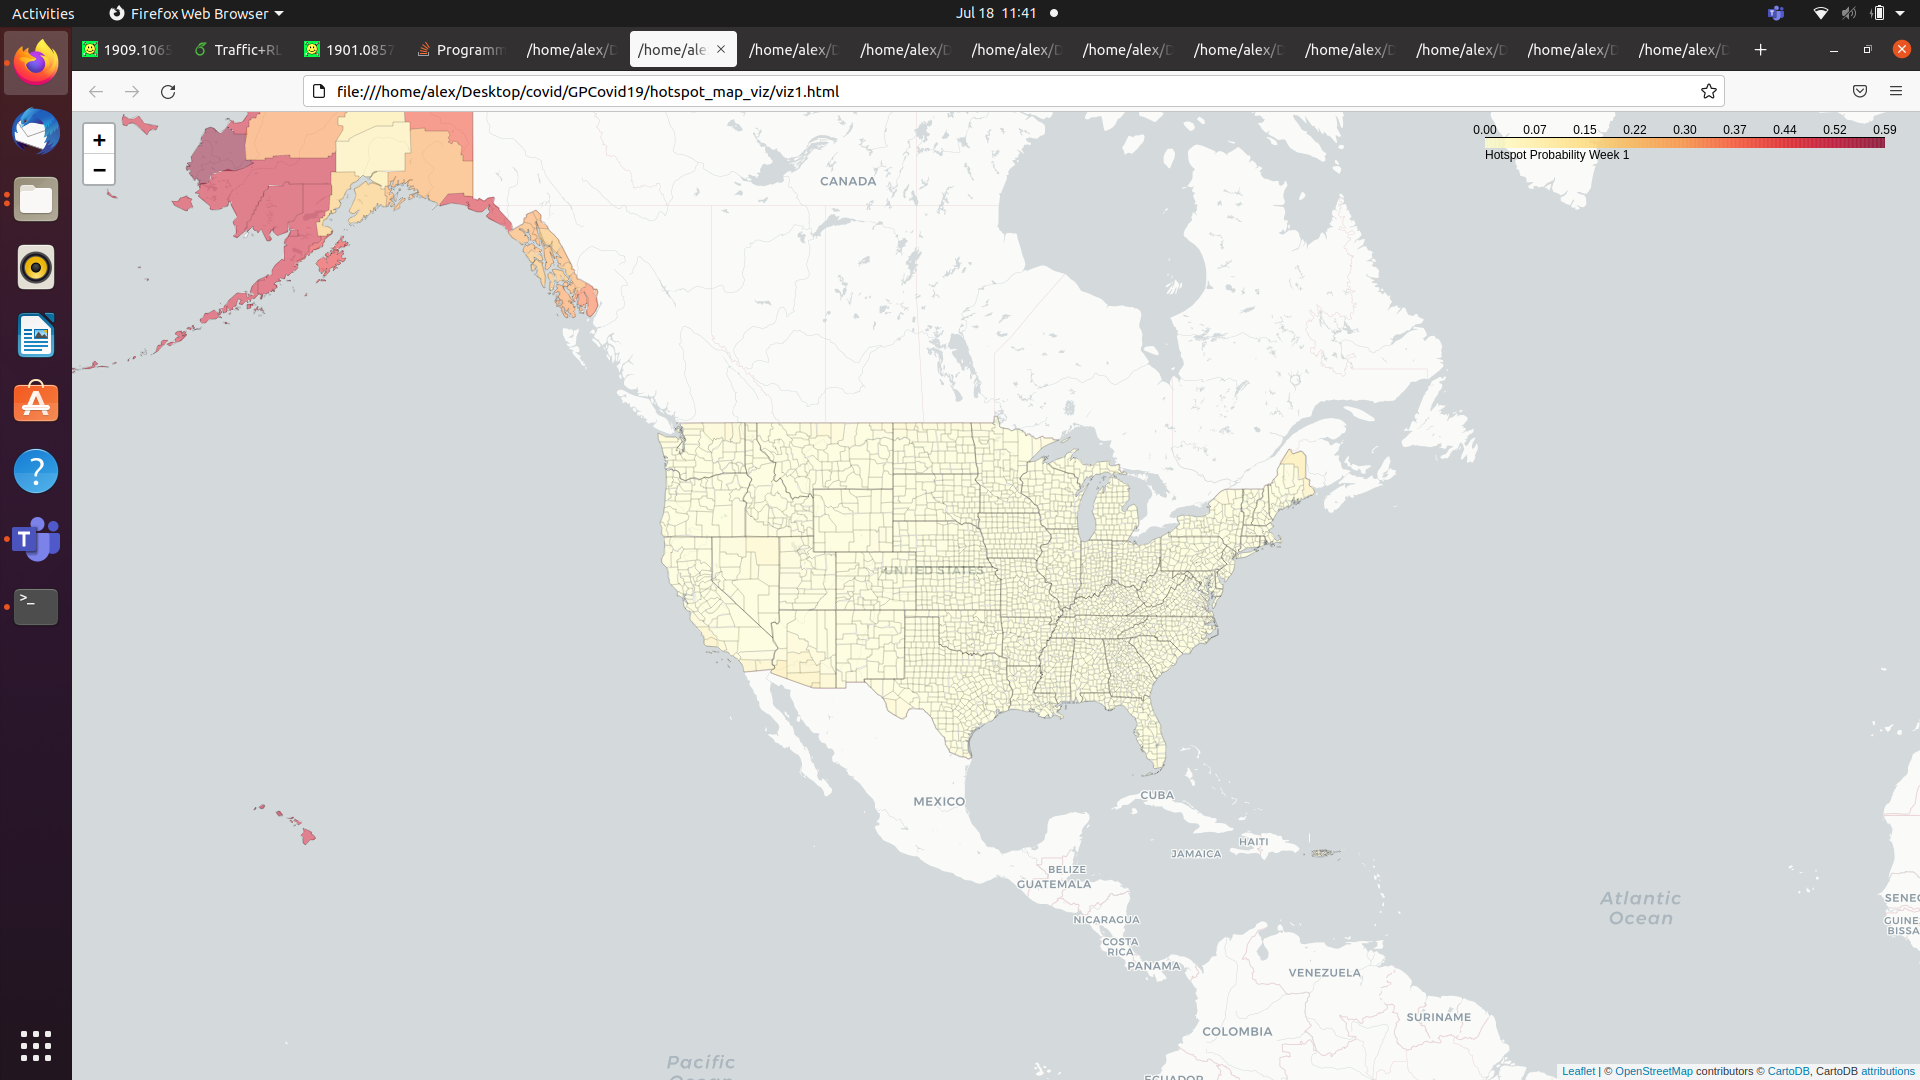 Activities
Firefox Web Browser
Jul 18 11:41
1909.1065
Traffic+RL
1901.0857
Programm
/home/alex/D
/home/ale
/home/alex/D
/home/alex/D
/home/alex/D
/home/alex/D
/home/alex/D
/home/alex/D
/home/alex/D
/home/alex/D
/home/alex/D
file:///home/alex/Desktop/covid/GPCovid19/hotspot_map_viz/viz1.html
+
−
0.00 0.07 0.15 0.22 0.30 0.37 0.44 0.52 0.59
Hotspot Probability Week 1
CANADA
UNITED STATES
MEXICO
CUBA
HAITI
JAMAICA
BELIZE
GUATEMALA
NICARAGUA
COSTA
RICA
PANAMA
VENEZUELA
SURINAME
COLOMBIA
ECUADOR
Atlantic
Ocean
SENEG
GUINE
BISSA
Pacific
Ocean
Leaflet | © OpenStreetMap contributors © CartoDB, CartoDB attributions